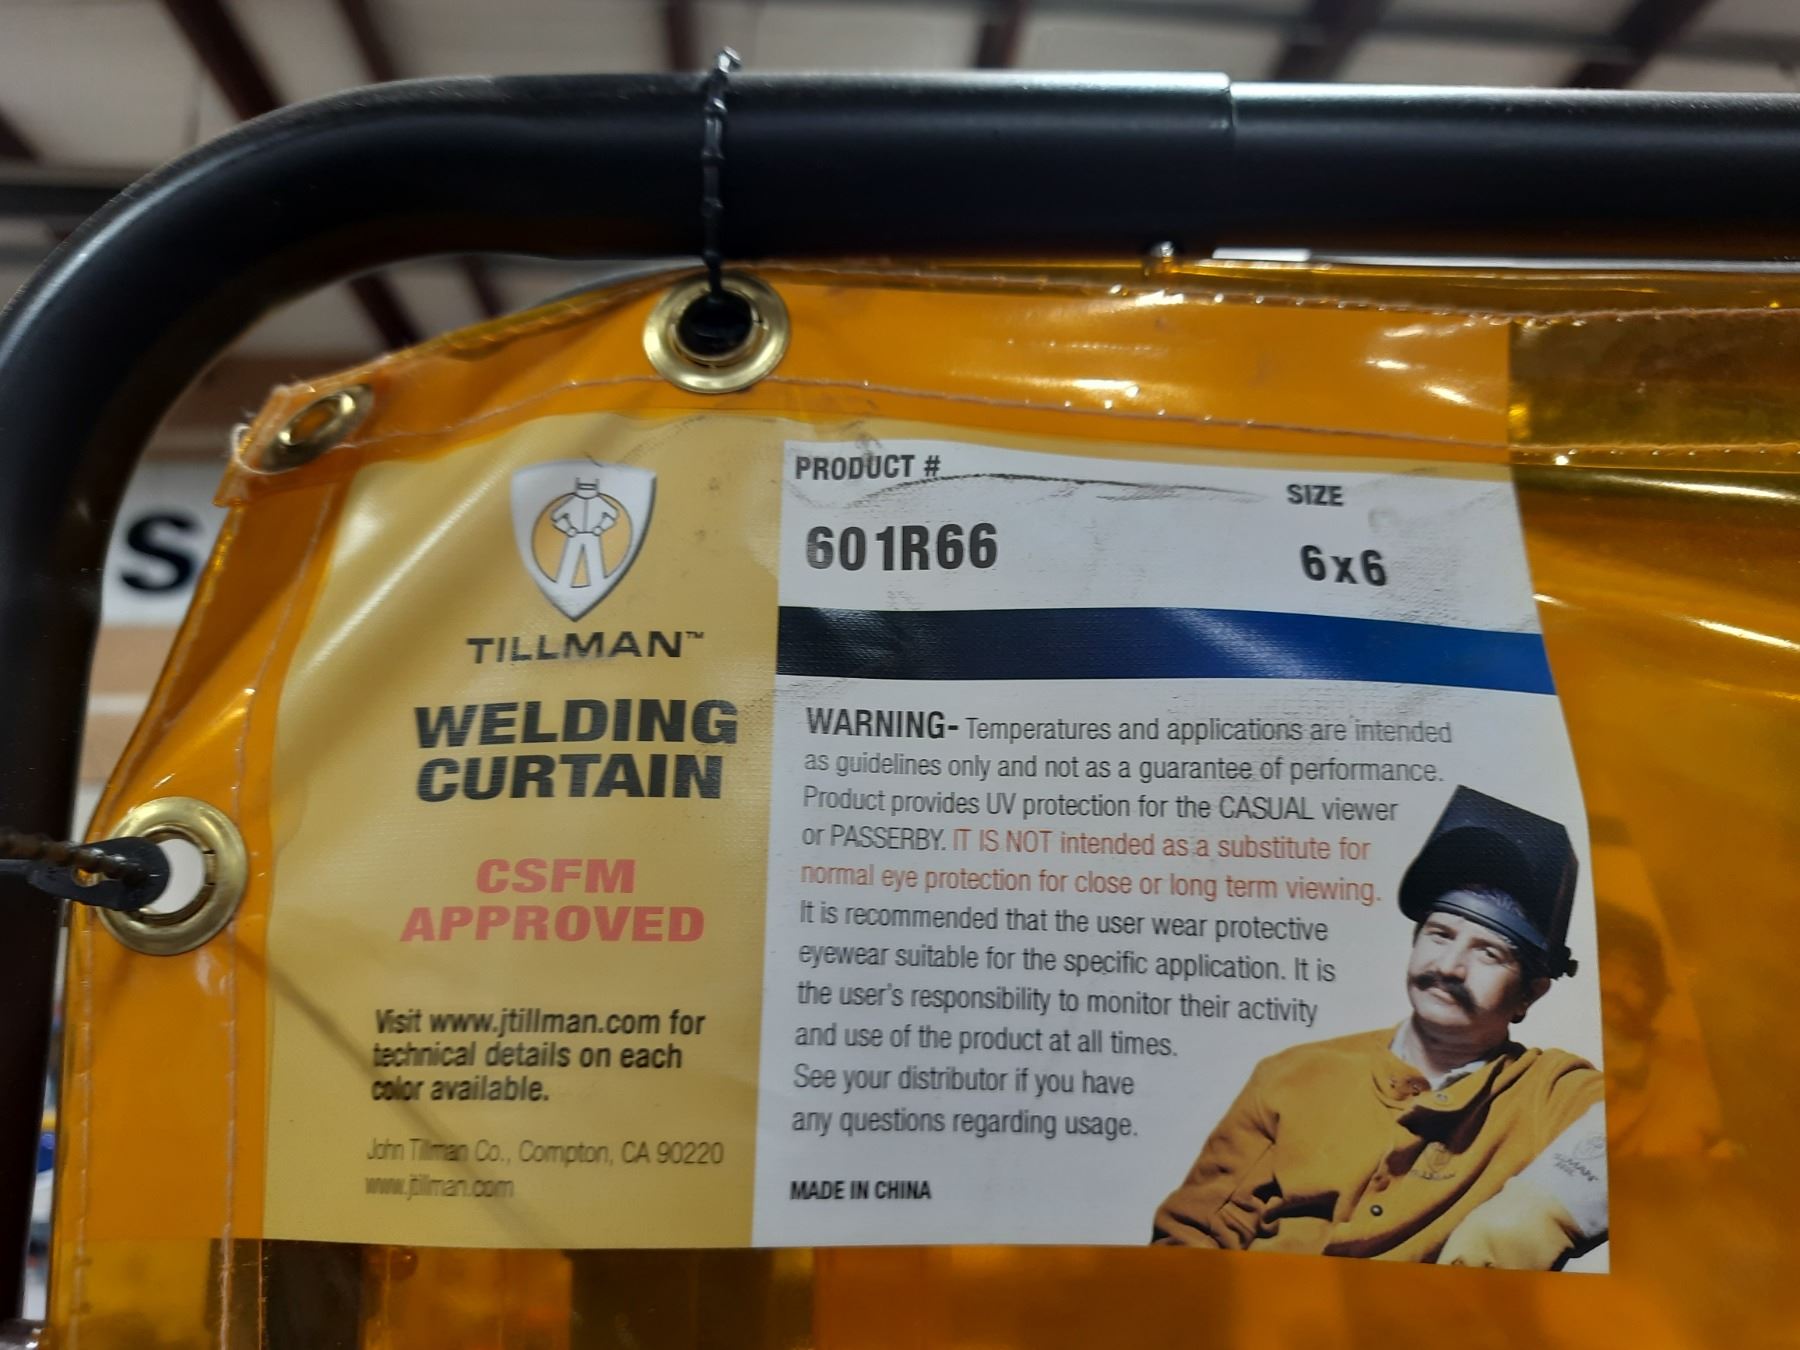 S
TILLMAN™
WELDING
CURTAIN
CSFM
APPROVED
Visit www.jtillman.com for
technical details on each
color available.
John Tillman Co., Compton, CA 90220
www.jtillman.com
PRODUCT #
SIZE
601R66
6x6
WARNING- Temperatures and applications are intended
as guidelines only and not as a guarantee of performance.
Product provides UV protection for the CASUAL viewer
or PASSERBY. IT IS NOT intended as a substitute for
normal eye protection for close or long term viewing.
It is recommended that the user wear protective
eyewear suitable for the specific application. It is
the user's responsibility to monitor their activity
and use of the product at all times.
See your distributor if you have
any questions regarding usage.
MADE IN CHINA